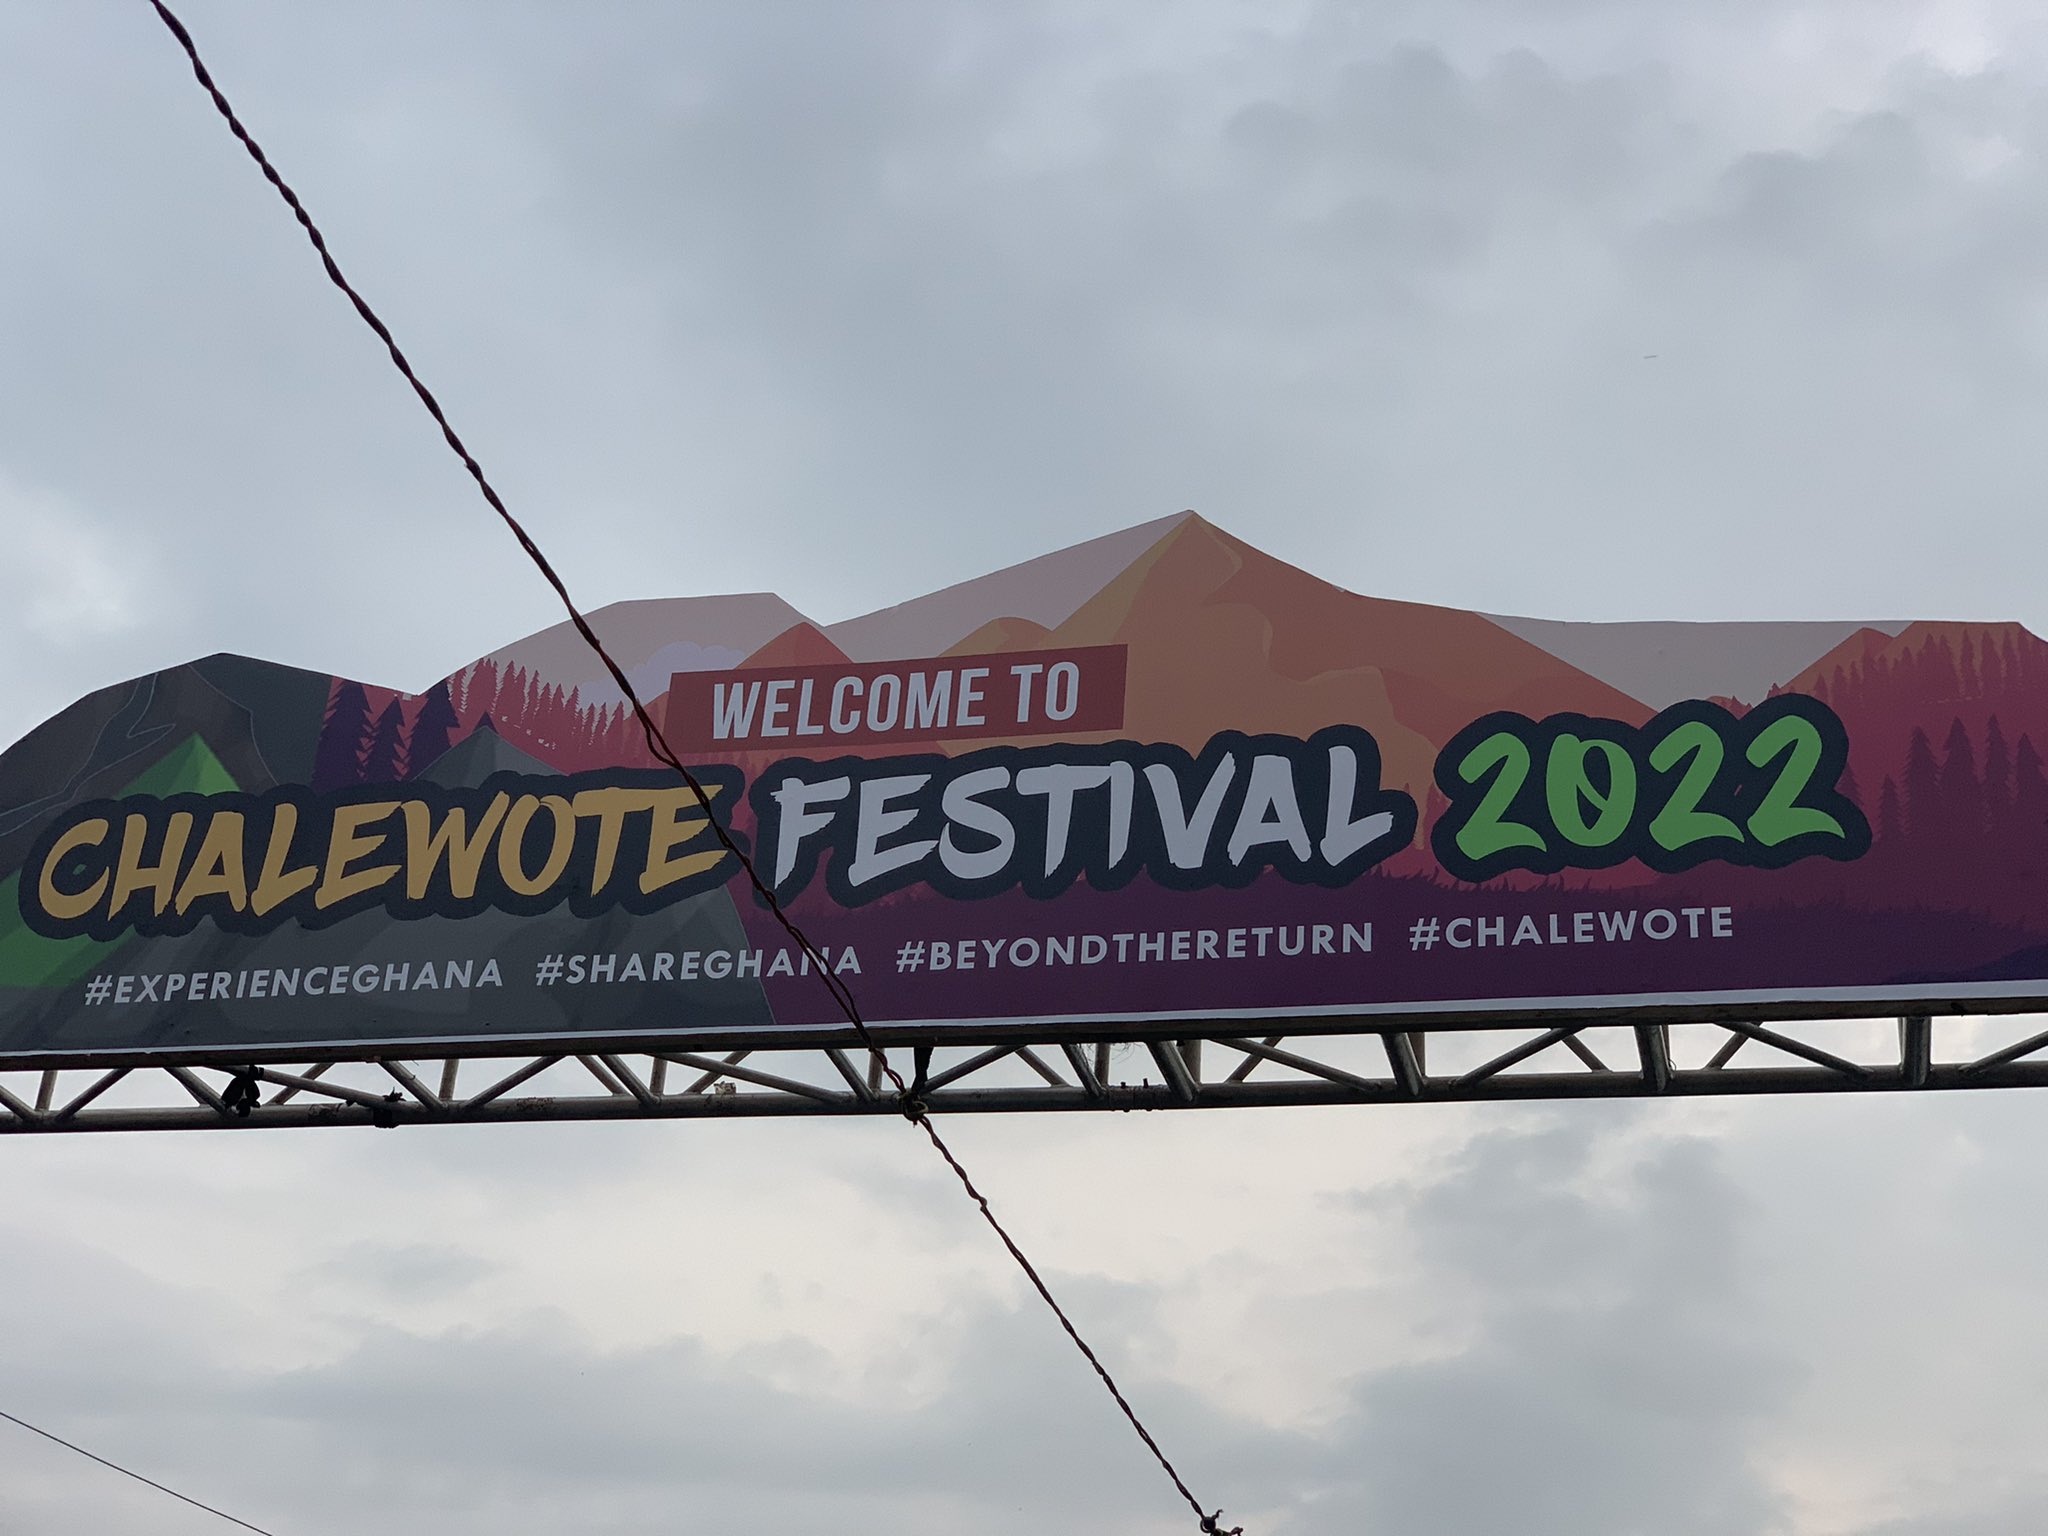 WELCOME TO
CHALEWOTE FESTIVAL 2022
#EXPERIENCEGHANA #SHAREGHANA #BEYONDTHERETURN #CHALEWOTE